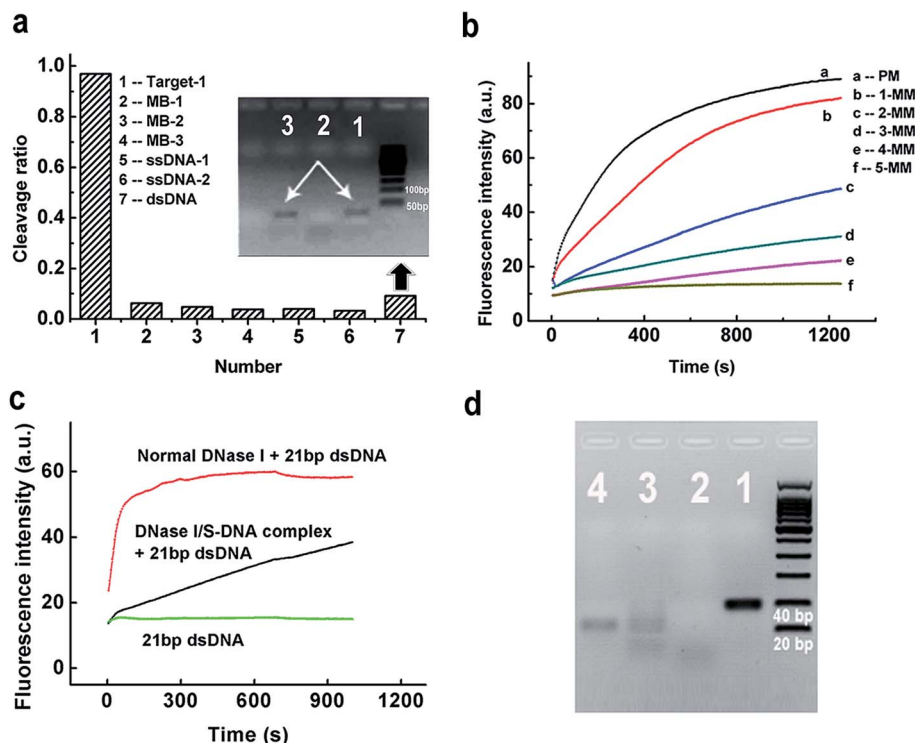 a
Cleavage ratio
1.0
0.8
0.6
0.4
0.2
0.0
1 -- Target-1
2 -- MB-1
3 -- MB-2
4 -- MB-3
5 -- ssDNA-1
6 -- ssDNA-2
7 -- dsDNA
3 2 1
100bp
50bp
1 2 3 4 5 6 7
Number
b
Fluorescence intensity (a.u.)
80
60
40
20
0
a
b
c
d
e
f
a -- PM
b -- 1-MM
c -- 2-MM
d -- 3-MM
e -- 4-MM
f -- 5-MM
0 400 800 1200
Time (s)
c
Fluorescence intensity (a.u.)
60
40
20
0
Normal DNase I + 21bp dsDNA
DNase I/S-DNA complex
+ 21bp dsDNA
21bp dsDNA
0 300 600 900 1200
Time (s)
d
4 3 2 1
40 bp
20 bp